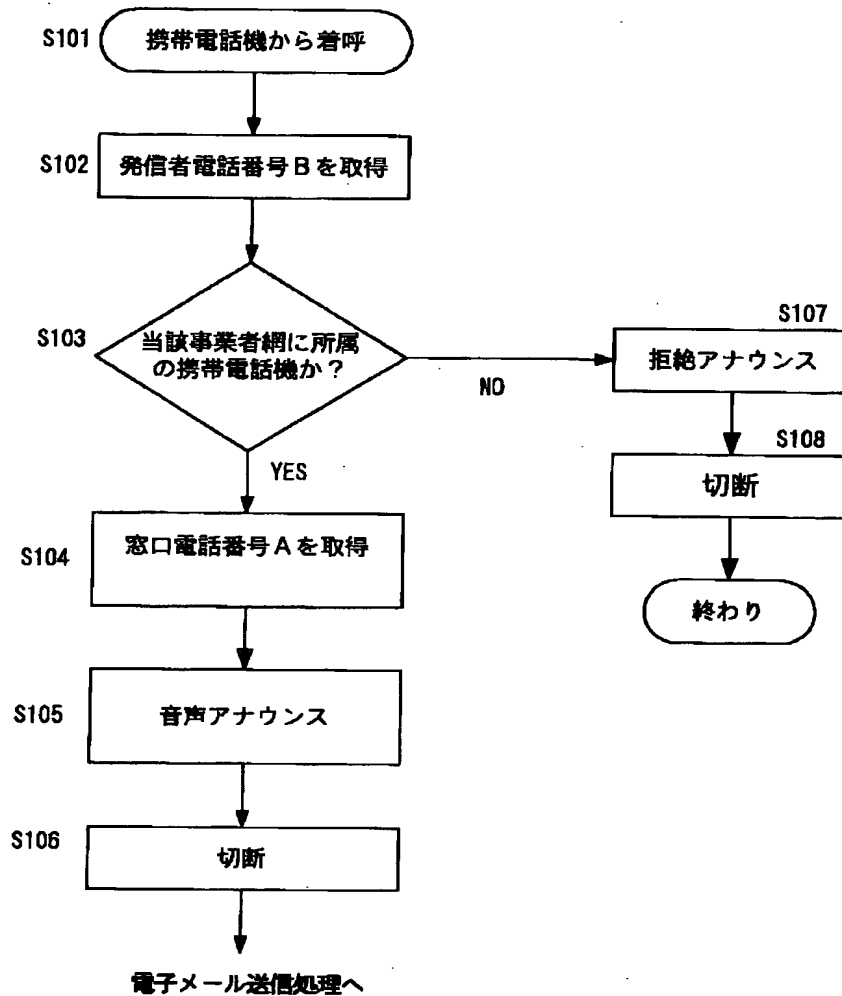 S101
携帯電話機から着呼
S102
発信者電話番号Bを取得
S103
当該事業者網に所属
の携帯電話機か?
NO
YES
S107
拒絶アナウンス
S108
切断
終わり
S104
窓口電話番号Aを取得
S105
音声アナウンス
S106
切断
電子メール送信処理へ